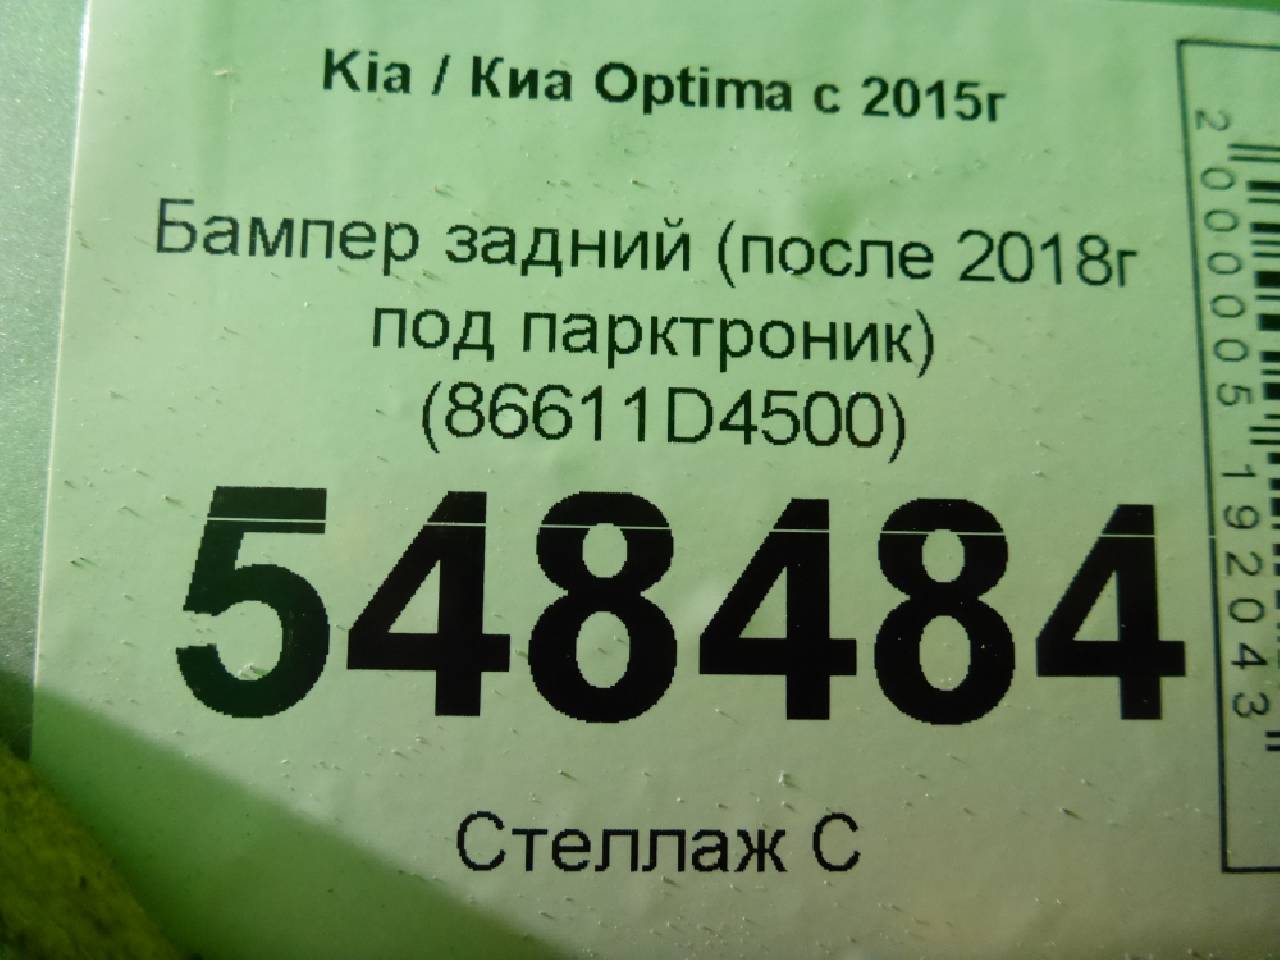 Kia / Киа Optima с 2015г
Бампер задний (после 2018г
под парктроник)
(86611D4500)
548484
Стеллаж С
2000005192043